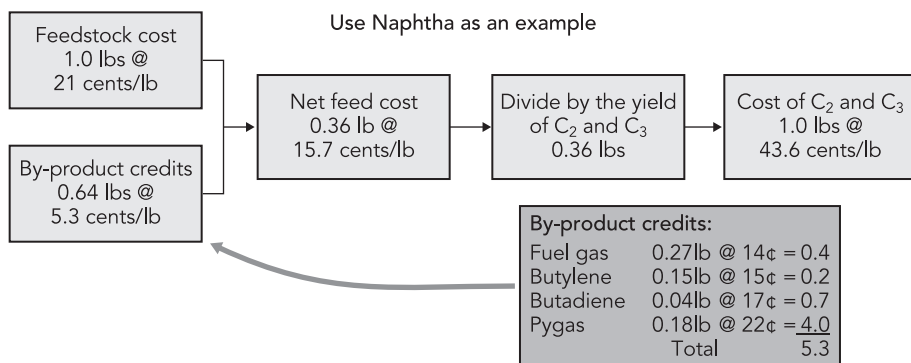 Use Naphtha as an example
Feedstock cost
1.0 lbs @
21 cents/lb
By-product credits
0.64 lbs @
5.3 cents/lb
Net feed cost
0.36 lb @
15.7 cents/lb
Divide by the yield
of C₂ and C₃
0.36 lbs
Cost of C₂ and C₃
1.0 lbs @
43.6 cents/lb
By-product credits:
Fuel gas 0.27lb @ 14¢ = 0.4
Butylene 0.15lb @ 15¢ = 0.2
Butadiene 0.04lb @ 17¢ = 0.7
Pygas 0.18lb @ 22¢ = 4.0
Total 5.3